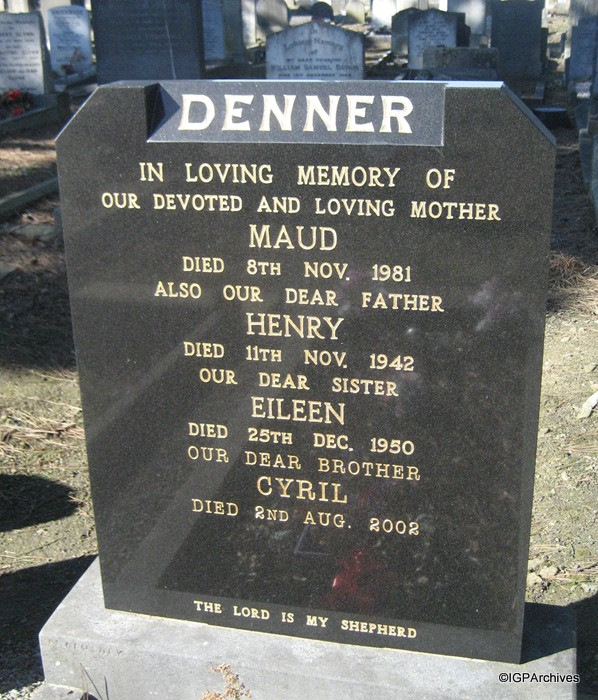 DENNER
IN LOVING MEMORY OF
OUR DEVOTED AND LOVING MOTHER
MAUD
DIED 8TH NOV. 1981
ALSO OUR DEAR FATHER
HENRY
DIED 11TH NOV. 1942
OUR DEAR SISTER
EILEEN
DIED 25TH DEC. 1950
OUR DEAR BROTHER
CYRIL
DIED 2ND AUG. 2002
THE LORD IS MY SHEPHERD
©IGPArchives